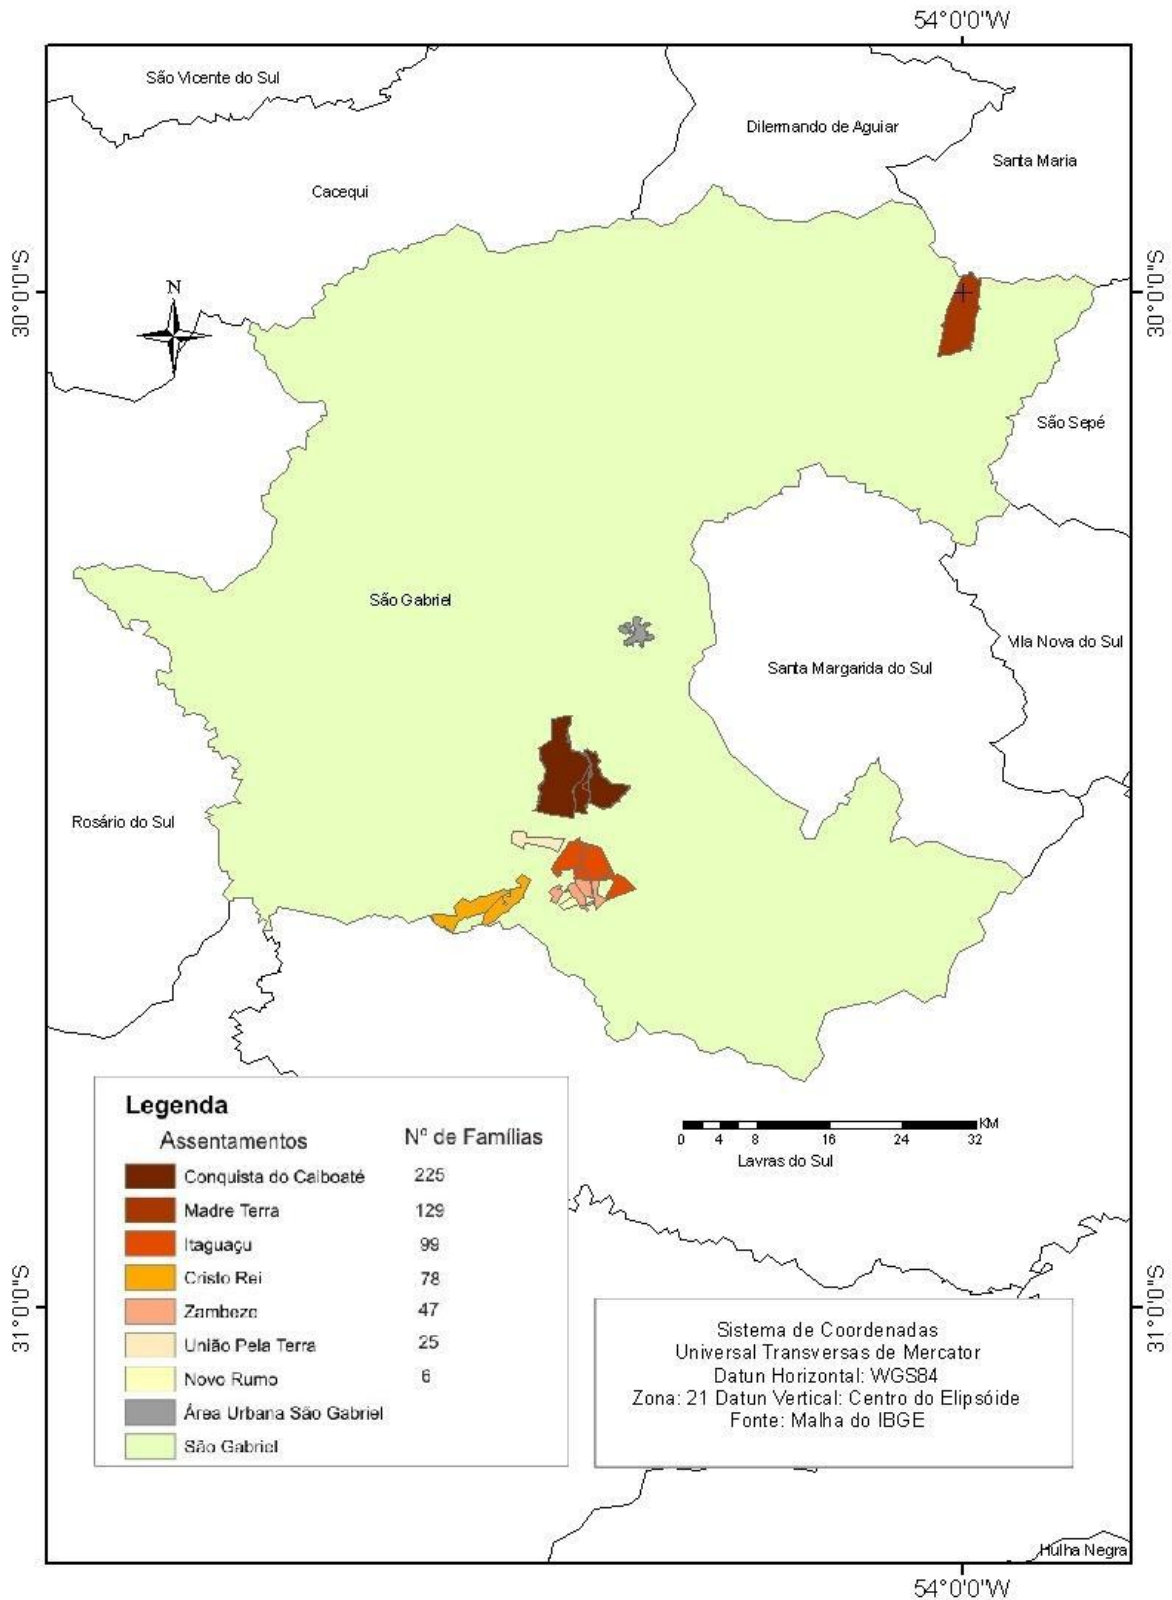 54°0'0"W
São Vicente do Sul
Dilermando de Aguiar
Santa Maria
Cacequi
N
30°0'0"S
30°0'0"S
São Sepé
São Gabriel
Vila Nova do Sul
Santa Margarida do Sul
Rosário do Sul
Legenda
Assentamentos Nº de Famílias
Conquista do Caiboaté 225
Madre Terra 129
Itaguaçu 99
Cristo Rei 78
Zambeze 47
União Pela Terra 25
Novo Rumo 6
Área Urbana São Gabriel
São Gabriel
KM
0 4 8 16 24 32
Lavras do Sul
31°0'0"S
31°0'0"S
Sistema de Coordenadas
Universal Transversas de Mercator
Datun Horizontal: WGS84
Zona: 21 Datun Vertical: Centro do Elipsóide
Fonte: Malha do IBGE
Hulha Negra
54°0'0"W